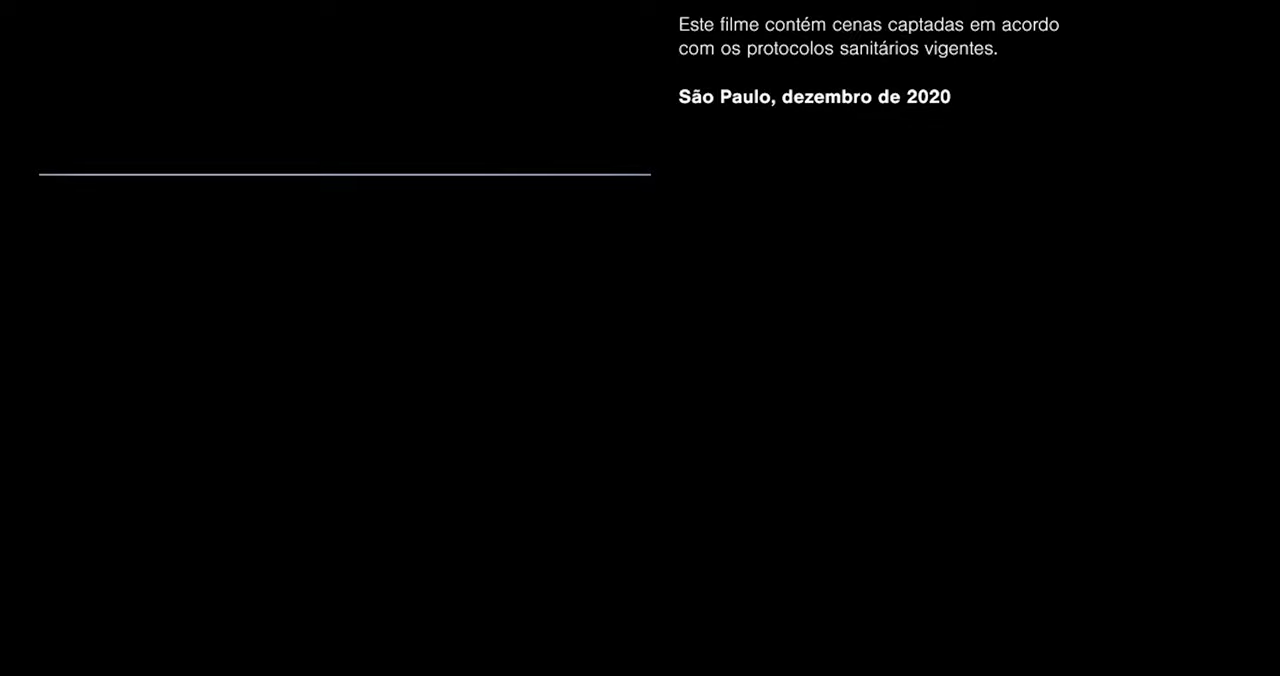 Este filme contém cenas captadas em acordo
com os protocolos sanitários vigentes.
São Paulo, dezembro de 2020